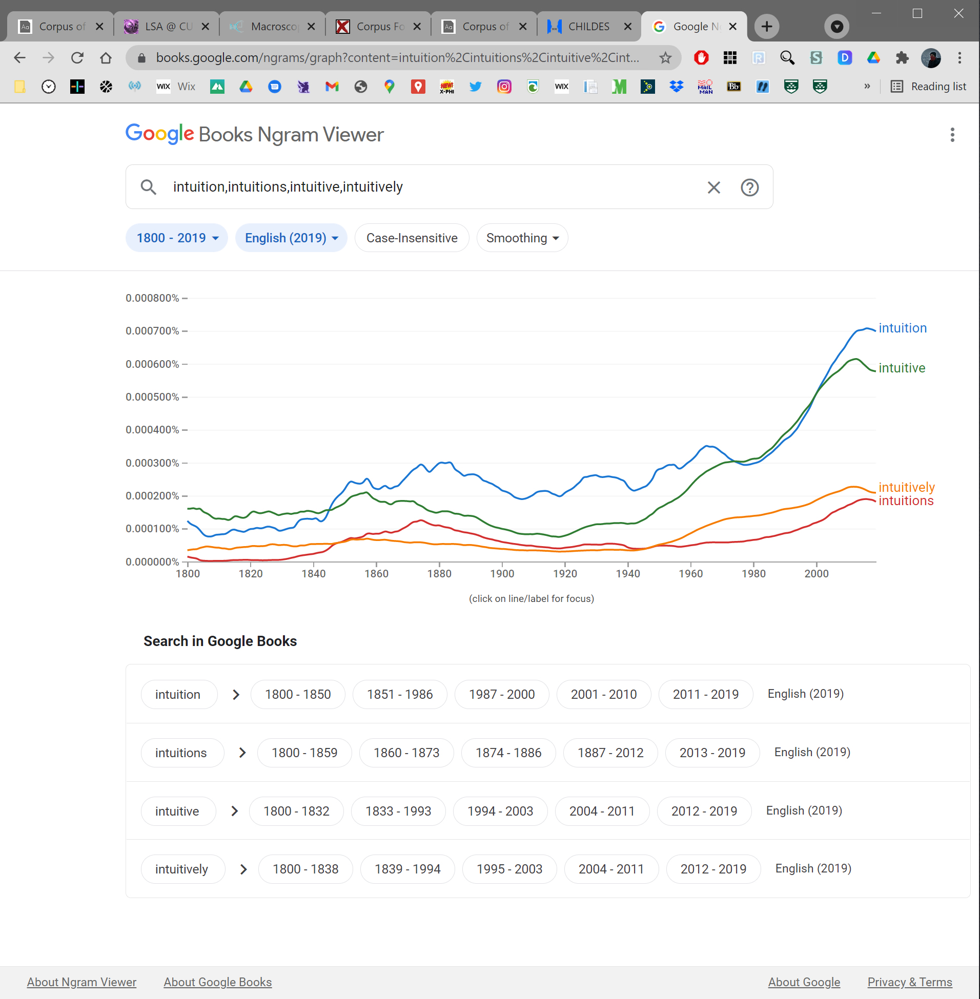 Corpus of LSA @ CU Macrosco Corpus Fo Corpus of CHILDES Google N
books.google.com/ngrams/graph?content=intuition%2Cintuitions%2Cintuitive%2Cint...
WIX Wix NEW! X-PHI WIX MAIL MAN Bb » Reading list
Google Books Ngram Viewer
intuition,intuitions,intuitive,intuitively
1800 - 2019 English (2019) Case-Insensitive Smoothing
0.000800%
0.000700%
0.000600%
0.000500%
0.000400%
0.000300%
0.000200%
0.000100%
0.000000%
intuition
intuitive
intuitively
intuitions
1800 1820 1840 1860 1880 1900 1920 1940 1960 1980 2000
(click on line/label for focus)
Search in Google Books
intuition 1800 - 1850 1851 - 1986 1987 - 2000 2001 - 2010 2011 - 2019 English (2019)
intuitions 1800 - 1859 1860 - 1873 1874 - 1886 1887 - 2012 2013 - 2019 English (2019)
intuitive 1800 - 1832 1833 - 1993 1994 - 2003 2004 - 2011 2012 - 2019 English (2019)
intuitively 1800 - 1838 1839 - 1994 1995 - 2003 2004 - 2011 2012 - 2019 English (2019)
About Ngram Viewer About Google Books About Google Privacy & Terms